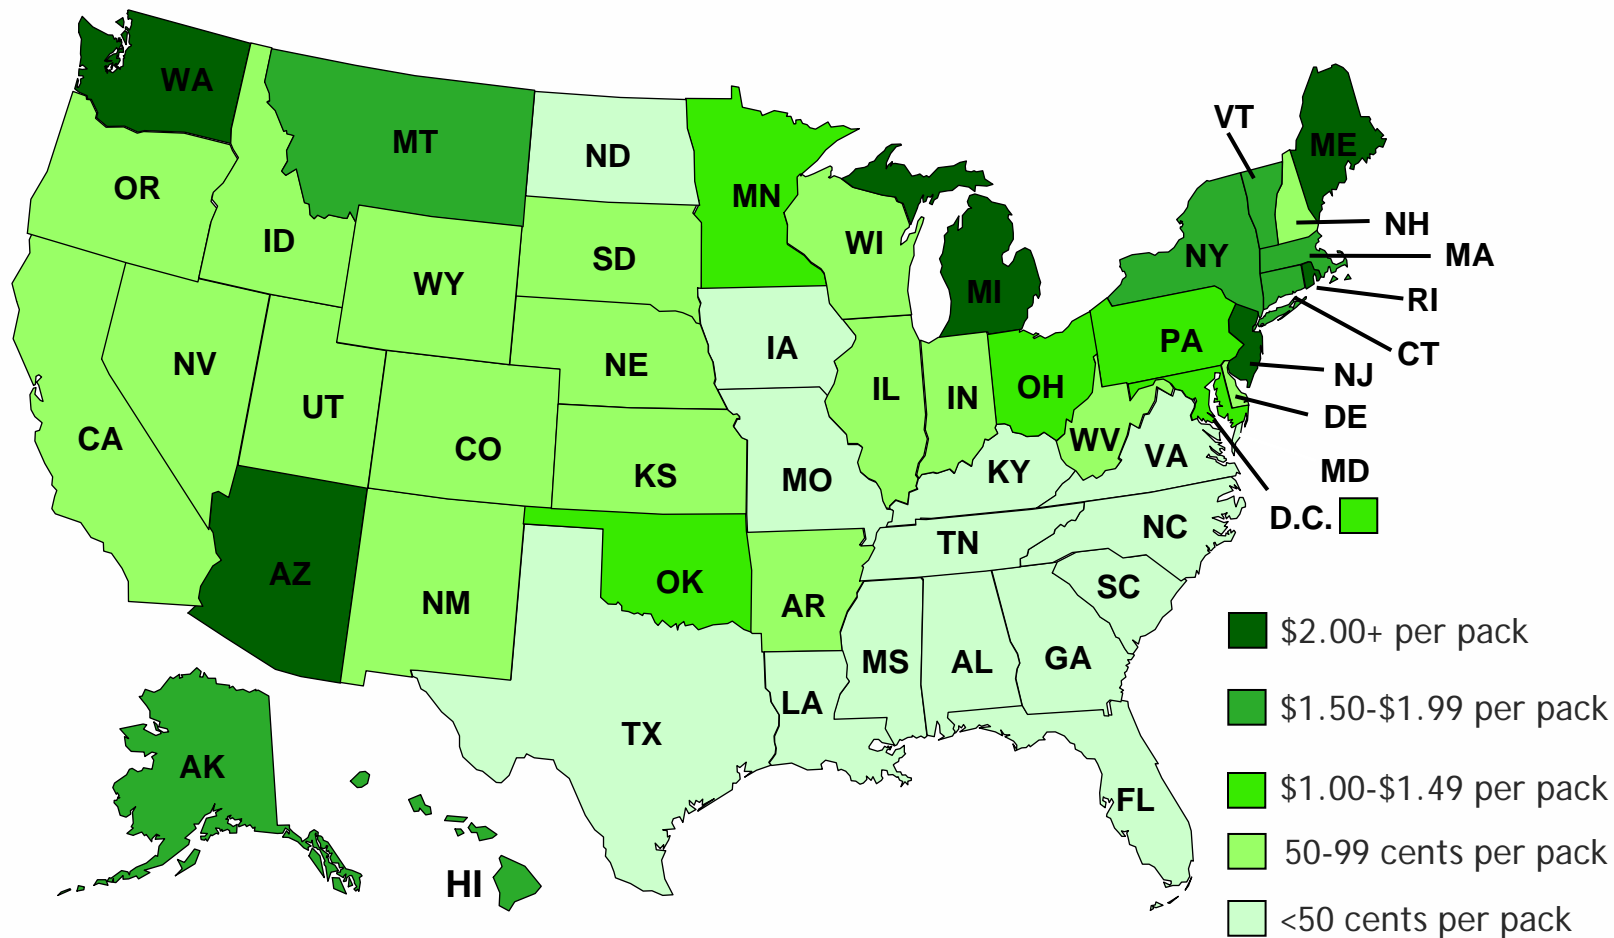 WA
MT
ND
MN
VT
ME
OR
ID
WY
SD
WI
MI
NY
NH
MA
RI
CT
NJ
DE
MD
D.C.
NV
UT
CO
NE
KS
IA
MO
IL
IN
OH
PA
WV
VA
KY
CA
AZ
NM
OK
AR
TN
NC
SC
MS
AL
GA
LA
TX
FL
AK
HI
$2.00+ per pack
$1.50-$1.99 per pack
$1.00-$1.49 per pack
50-99 cents per pack
<50 cents per pack